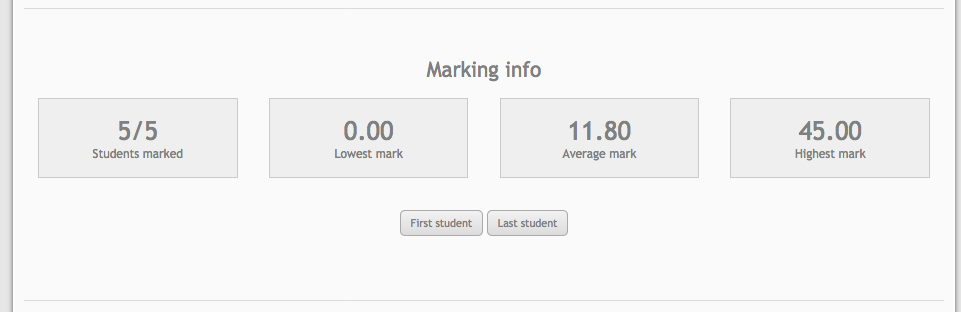 Marking info
5/5
Students marked
0.00
Lowest mark
11.80
Average mark
45.00
Highest mark
First student
Last student